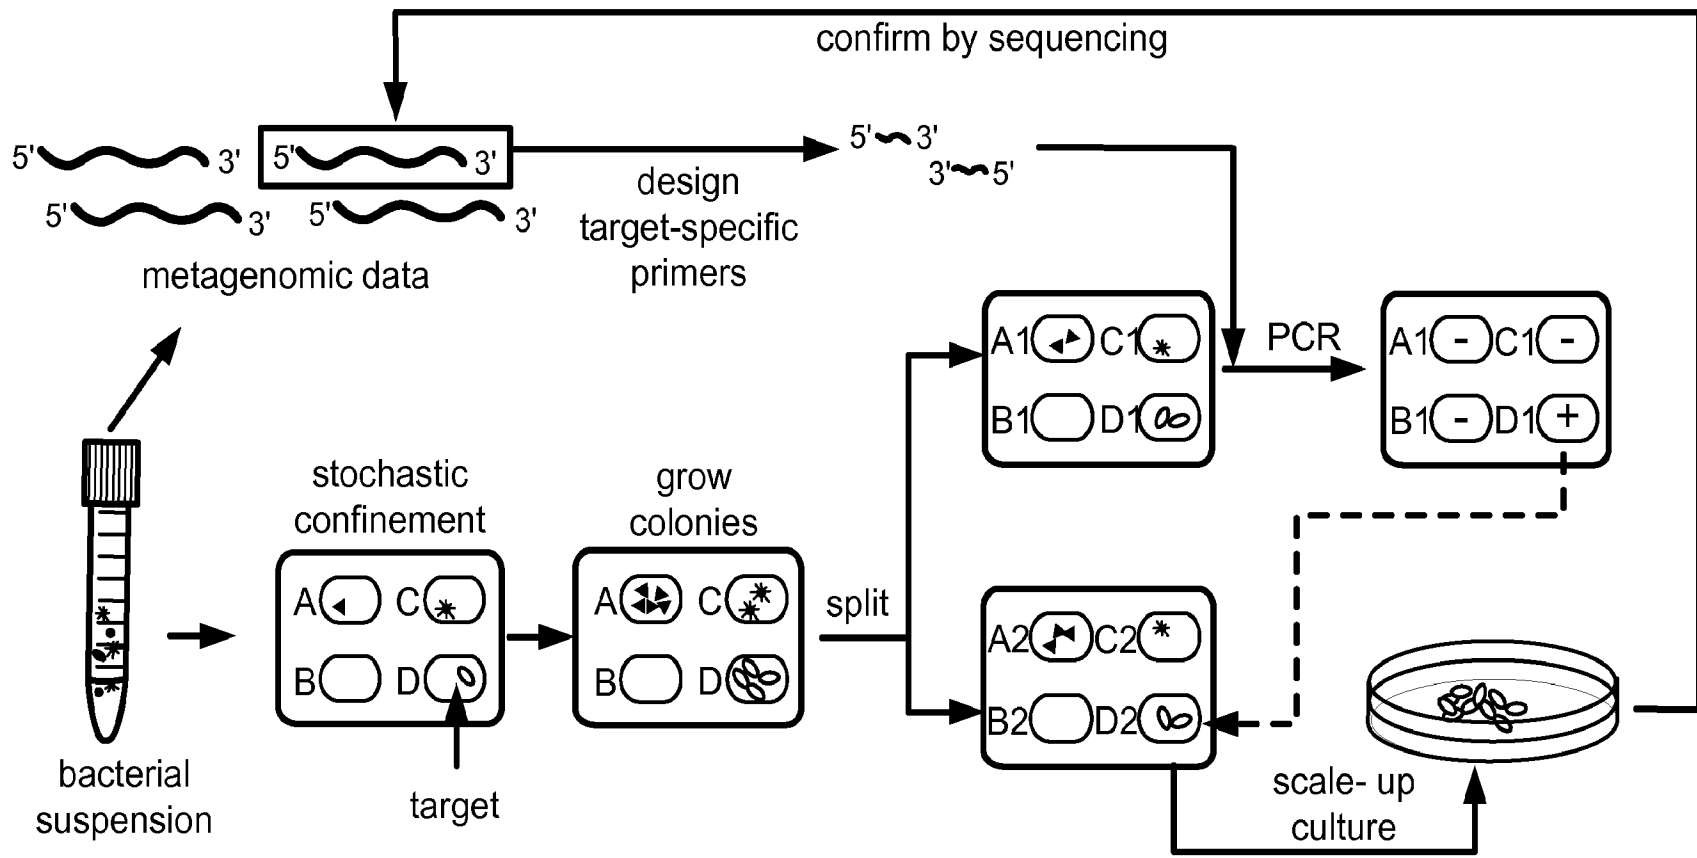 confirm by sequencing
5' 3' 5' 3'
5' 3' 5' 3'
metagenomic data
design
target-specific
primers
5' 3'
3' 5'
A1 C1
B1 D1
PCR
A1 - C1 -
B1 - D1 +
stochastic
confinement
A C
B D
target
grow
colonies
A C
B D
split
A2 C2
B2 D2
scale- up
culture
bacterial
suspension